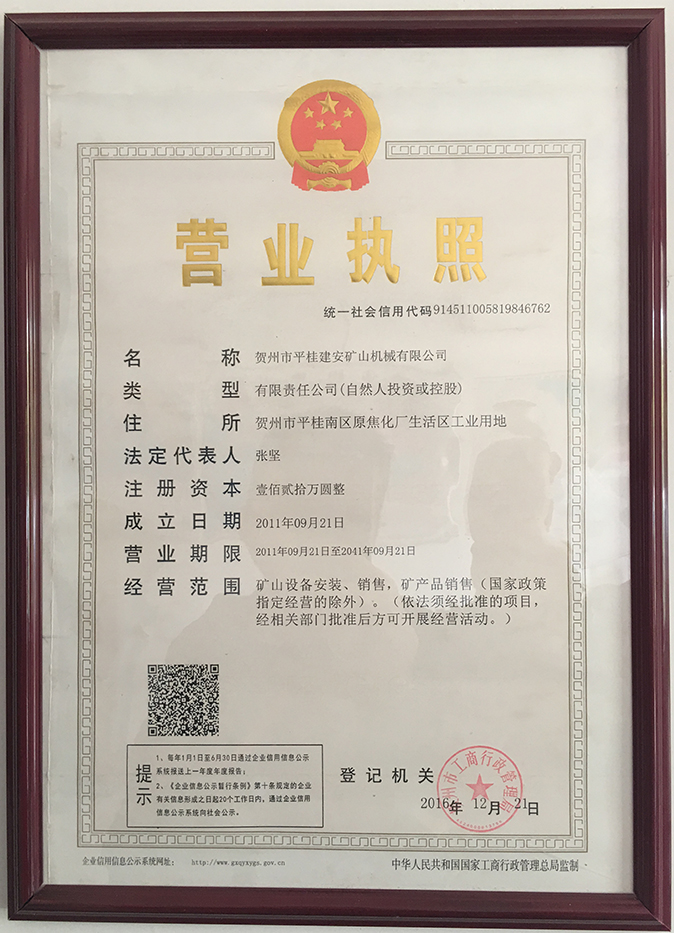 营业执照
统一社会信用代码914511005819846762
名称 贺州市平桂建安矿山机械有限公司
类型 有限责任公司(自然人投资或控股)
住所 贺州市平桂南区原焦化厂生活区工业用地
法定代表人 张坚
注册资本 壹佰贰拾万圆整
成立日期 2011年09月21日
营业期限 2011年09月21日至2041年09月21日
经营范围 矿山设备安装、销售，矿产品销售（国家政策
指定经营的除外）。（依法须经批准的项目，
经相关部门批准后方可开展经营活动。）
提示
1、每年1月1日至6月30日通过企业信用信息公示
系统报送上一年度年度报告；
2、《企业信息公示暂行条例》第十条规定的企业
有关信息形成之日起20个工作日内，通过企业信用
信息公示系统向社会公示。
登记机关
州市工商行政管理局
2016年12月21日
企业信用信息公示系统网址： http://www.gxqyxygs.gov.cn
中华人民共和国国家工商行政管理总局监制